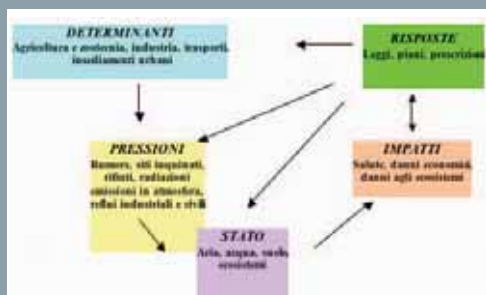 DETERMINANTI
Agricoltura e zootecnia, industria, trasporti,
insediamenti urbani
RISPOSTE
Leggi, piani, prescrizioni
PRESSIONI
Rumore, siti inquinati,
rifiuti, radiazioni
emissioni in atmosfera,
reflui industriali e civili
IMPATTI
Salute, danni economici,
danni agli ecosistemi
STATO
Aria, acqua, suolo,
ecosistemi